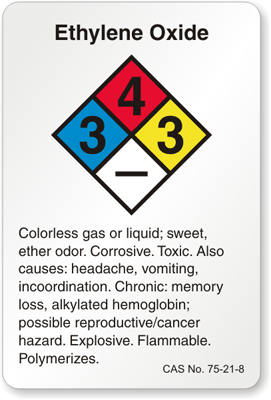 Ethylene Oxide
4
3 3
–
Colorless gas or liquid; sweet,
ether odor. Corrosive. Toxic. Also
causes: headache, vomiting,
incoordination. Chronic: memory
loss, alkylated hemoglobin;
possible reproductive/cancer
hazard. Explosive. Flammable.
Polymerizes.
CAS No. 75-21-8